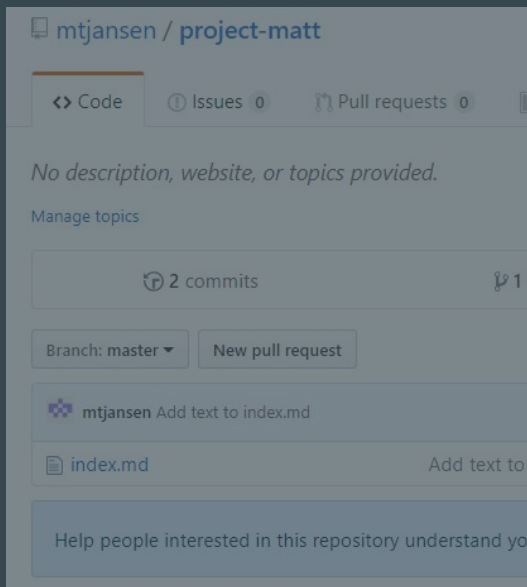 mtjansen / project-matt
<> Code Issues 0 Pull requests 0
No description, website, or topics provided.
Manage topics
2 commits 1
Branch: master New pull request
mtjansen Add text to index.md
index.md Add text to
Help people interested in this repository understand yo